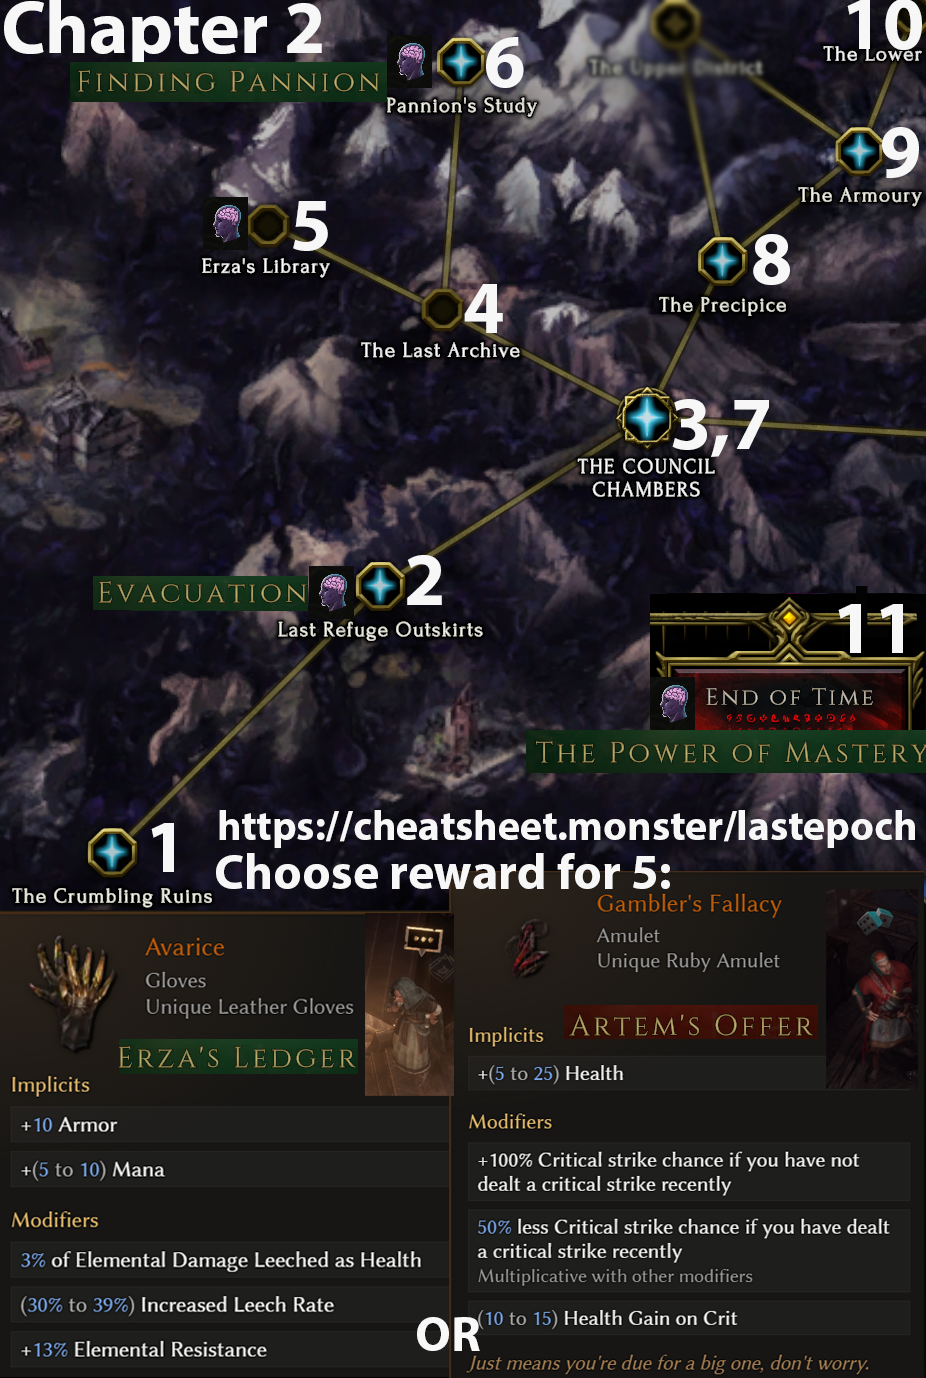 Chapter 2
10
The Lower
6
FINDING PANNION
Pannion's Study
The Upper District
9
The Armoury
5
Erza's Library
8
The Precipice
4
The Last Archive
3,7
THE COUNCIL
CHAMBERS
EVACUATION
2
Last Refuge Outskirts
11
END OF TIME
THE POWER OF MASTERY
1
The Crumbling Ruins
https://cheatsheet.monster/lastepoch
Choose reward for 5:
Avarice
Gloves
Unique Leather Gloves
ERZA'S LEDGER
Implicits
+10 Armor
+(5 to 10) Mana
Modifiers
3% of Elemental Damage Leeched as Health
(30% to 39%) Increased Leech Rate
+13% Elemental Resistance
OR
Gambler's Fallacy
Amulet
Unique Ruby Amulet
ARTEM'S OFFER
Implicits
+(5 to 25) Health
Modifiers
+100% Critical strike chance if you have not
dealt a critical strike recently
50% less Critical strike chance if you have dealt
a critical strike recently
Multiplicative with other modifiers
(10 to 15) Health Gain on Crit
Just means you're due for a big one, don't worry.